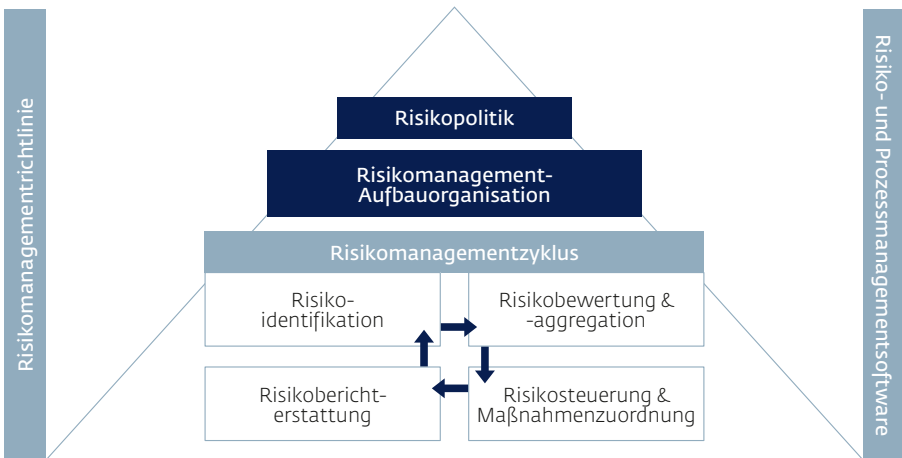 Risikomanagementrichtlinie
Risikopolitik
Risikomanagement-
Aufbauorganisation
Risikomanagementzyklus
Risiko-
identifikation
Risikobewertung &
-aggregation
Risikobericht-
erstattung
Risikosteuerung &
Maßnahmenzuordnung
Risiko- und Prozessmanagementsoftware